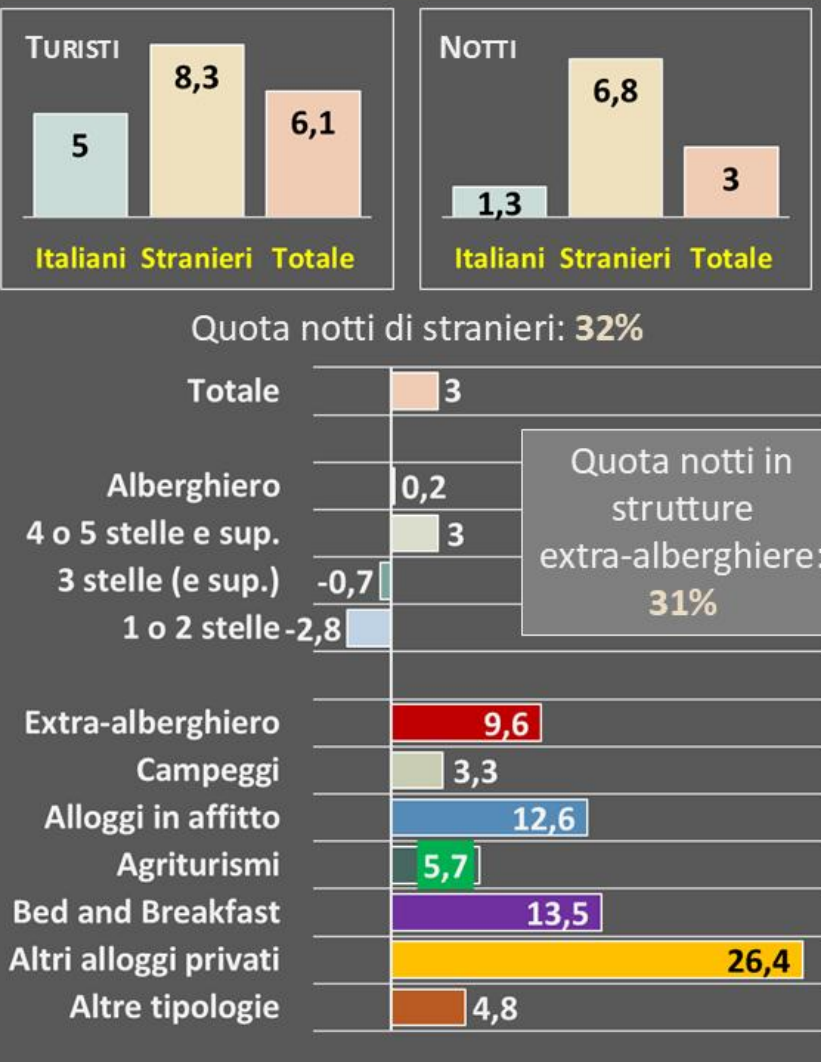 TURISTI
5
8,3
6,1
Italiani Stranieri Totale
NOTTI
1,3
6,8
3
Italiani Stranieri Totale
Quota notti di stranieri: 32%
Totale 3
Alberghiero 0,2
4 o 5 stelle e sup. 3
3 stelle (e sup.) -0,7
1 o 2 stelle -2,8
Quota notti in
strutture
extra-alberghiere:
31%
Extra-alberghiero 9,6
Campeggi 3,3
Alloggi in affitto 12,6
Agriturismi 5,7
Bed and Breakfast 13,5
Altri alloggi privati 26,4
Altre tipologie 4,8